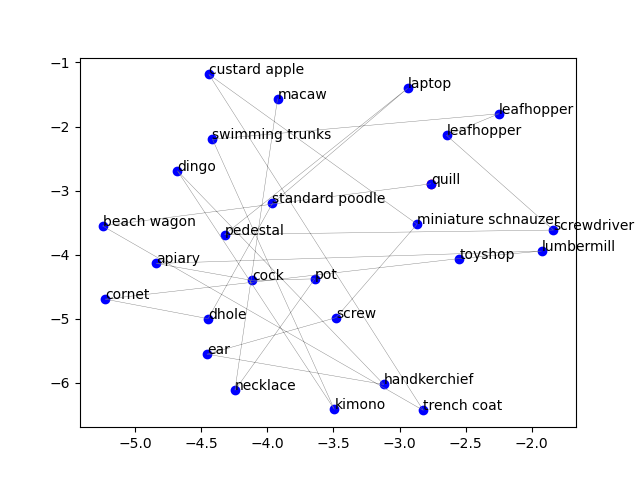 −1
custard apple
laptop
macaw
leafhopper
−2
swimming trunks
leafhopper
dingo
quill
−3
standard poodle
beach wagon
miniature schnauzer
pedestal
screwdriver
−4
apiary
toyshop
lumbermill
cock
pot
cornet
dhole
screw
−5
ear
necklace
handkerchief
−6
kimono
trench coat
−5.0 −4.5 −4.0 −3.5 −3.0 −2.5 −2.0